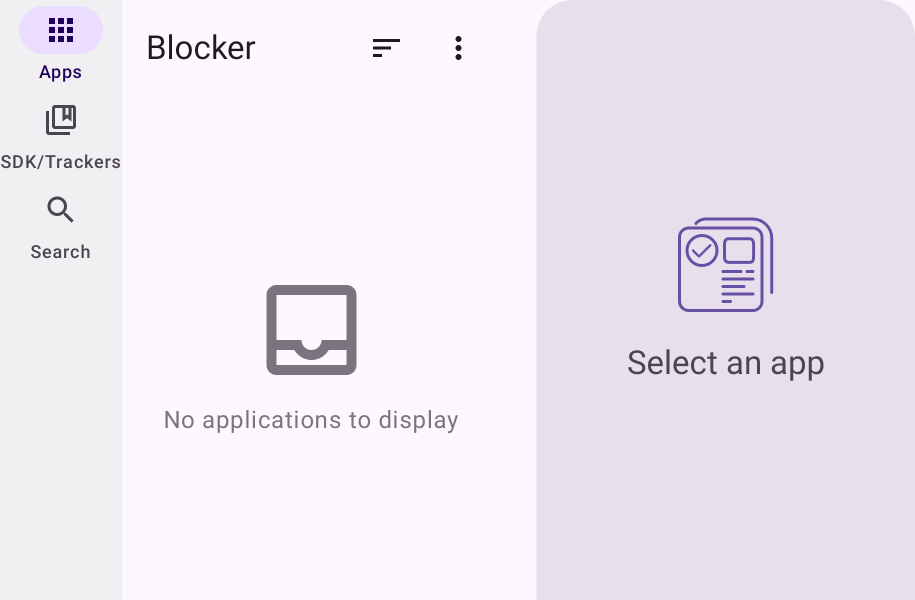 Apps
SDK/Trackers
Search
Blocker
No applications to display
Select an app